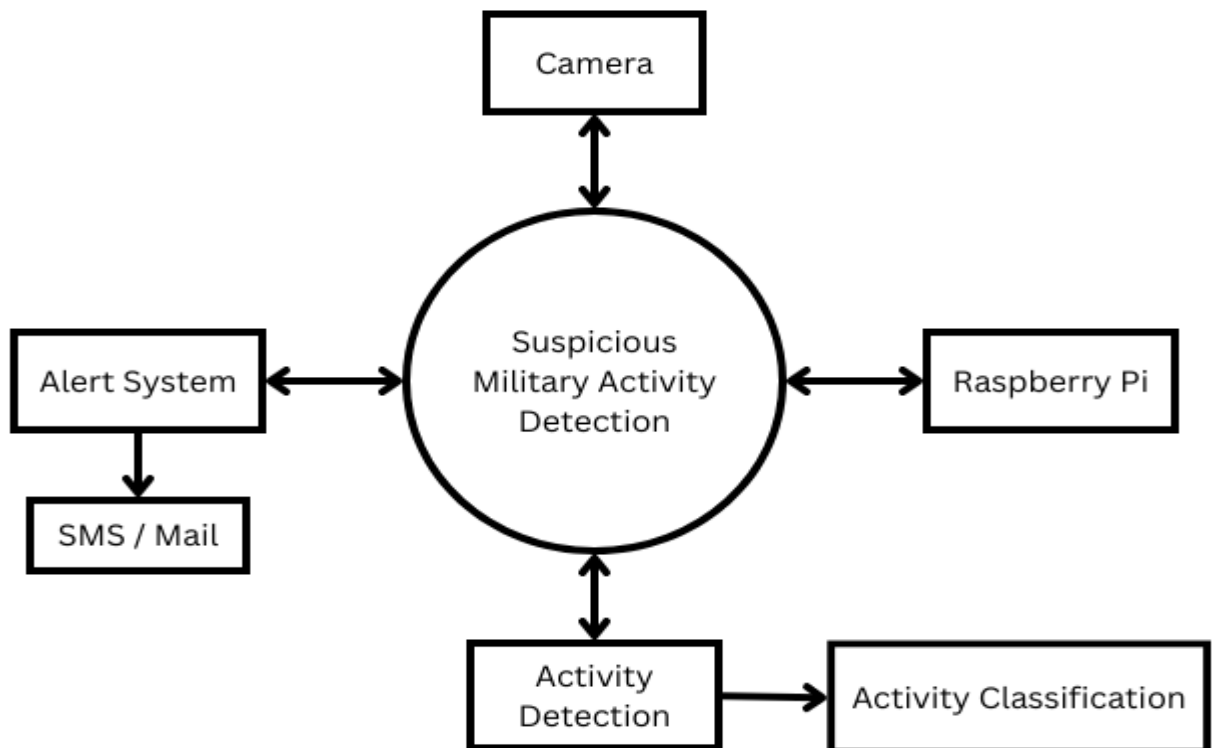 Camera
Suspicious
Military Activity
Detection
Alert System
Raspberry Pi
SMS / Mail
Activity
Detection
Activity Classification